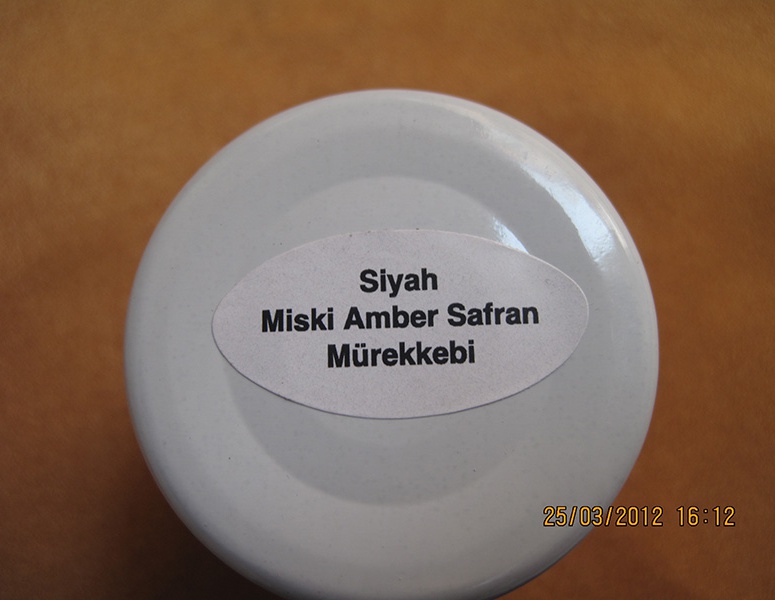 Siyah
Miski Amber Safran
Mürekkebi
25/03/2012 16:12